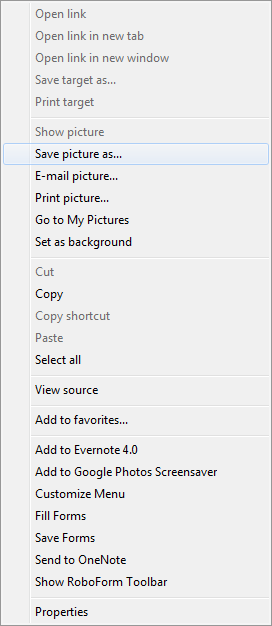 Open link
Open link in new tab
Open link in new window
Save target as...
Print target
Show picture
Save picture as...
E-mail picture...
Print picture...
Go to My Pictures
Set as background
Cut
Copy
Copy shortcut
Paste
Select all
View source
Add to favorites...
Add to Evernote 4.0
Add to Google Photos Screensaver
Customize Menu
Fill Forms
Save Forms
Send to OneNote
Show RoboForm Toolbar
Properties